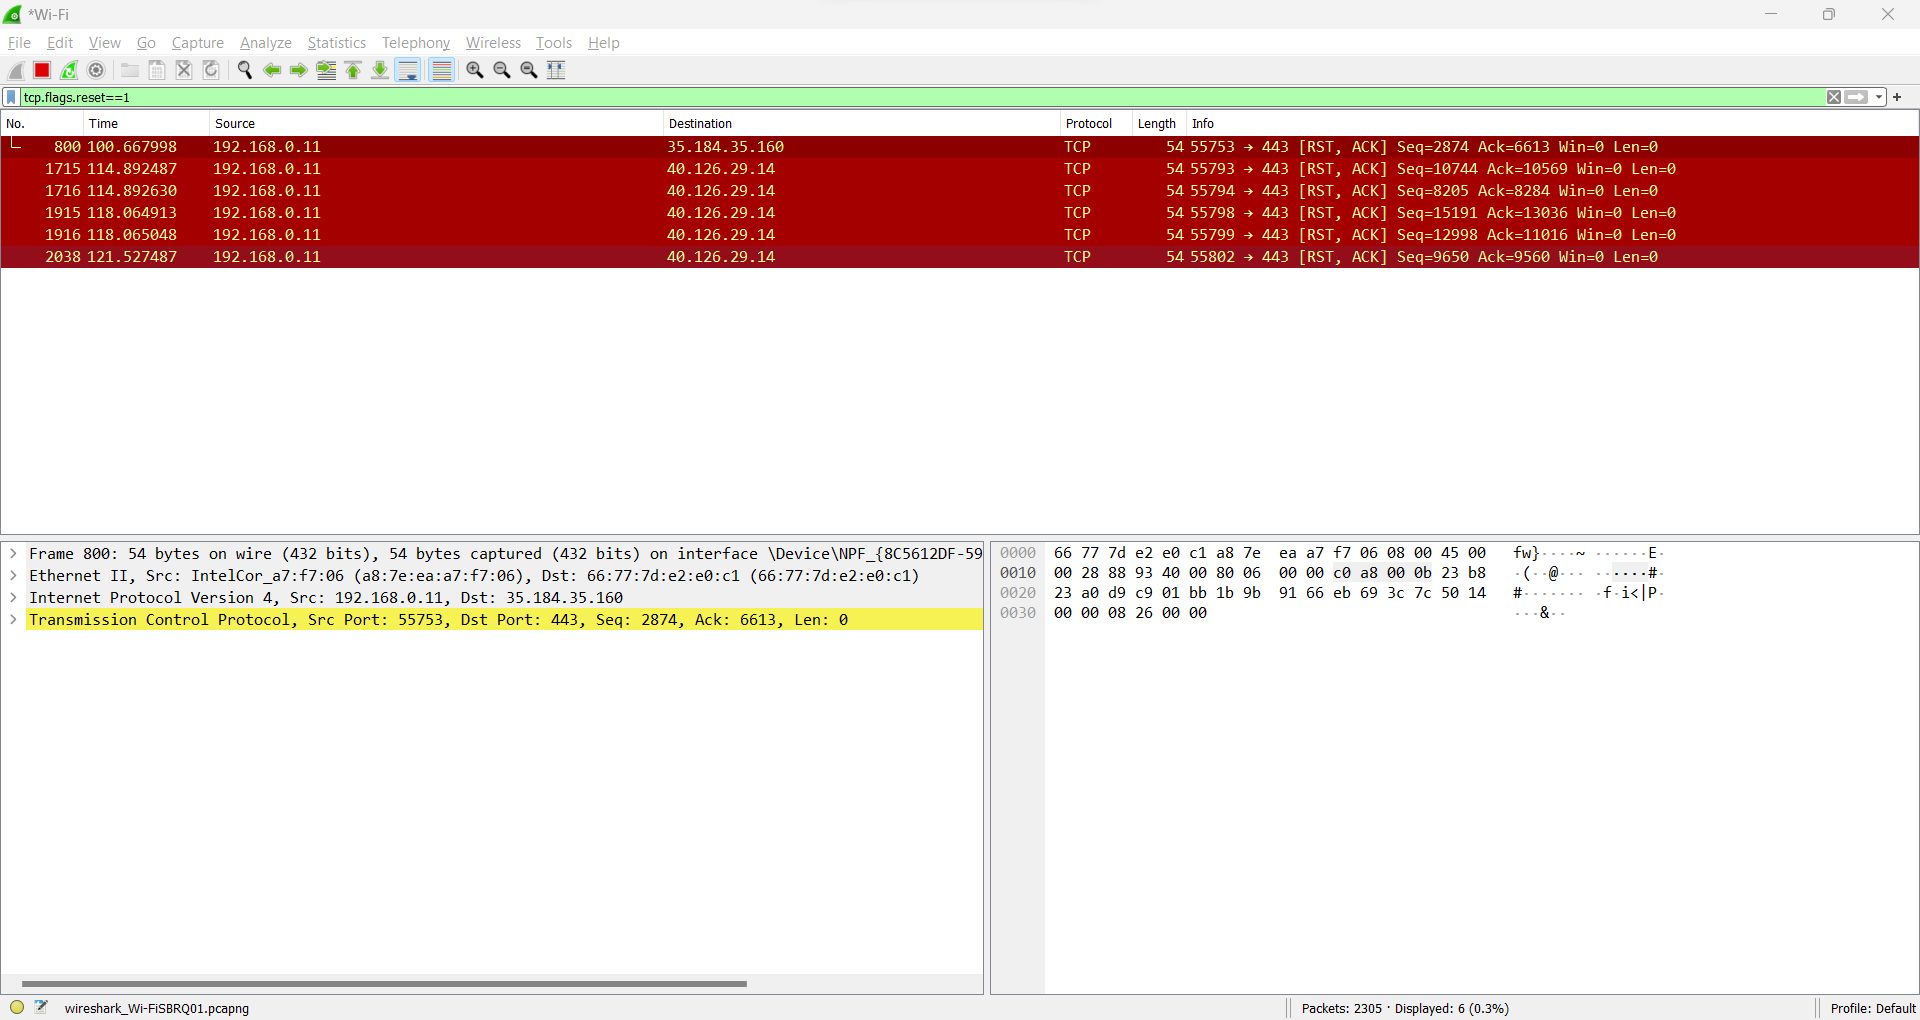 *Wi-Fi
File Edit View Go Capture Analyze Statistics Telephony Wireless Tools Help
tcp.flags.reset==1
No. Time Source Destination Protocol Length Info
800 100.667998 192.168.0.11 35.184.35.160 TCP 54 55753 → 443 [RST, ACK] Seq=2874 Ack=6613 Win=0 Len=0
1715 114.892487 192.168.0.11 40.126.29.14 TCP 54 55793 → 443 [RST, ACK] Seq=10744 Ack=10569 Win=0 Len=0
1716 114.892630 192.168.0.11 40.126.29.14 TCP 54 55794 → 443 [RST, ACK] Seq=8205 Ack=8284 Win=0 Len=0
1915 118.064913 192.168.0.11 40.126.29.14 TCP 54 55798 → 443 [RST, ACK] Seq=15191 Ack=13036 Win=0 Len=0
1916 118.065048 192.168.0.11 40.126.29.14 TCP 54 55799 → 443 [RST, ACK] Seq=12998 Ack=11016 Win=0 Len=0
2038 121.527487 192.168.0.11 40.126.29.14 TCP 54 55802 → 443 [RST, ACK] Seq=9650 Ack=9560 Win=0 Len=0
Frame 800: 54 bytes on wire (432 bits), 54 bytes captured (432 bits) on interface \Device\NPF_{8C5612DF-59
Ethernet II, Src: IntelCor_a7:f7:06 (a8:7e:ea:a7:f7:06), Dst: 66:77:7d:e2:e0:c1 (66:77:7d:e2:e0:c1)
Internet Protocol Version 4, Src: 192.168.0.11, Dst: 35.184.35.160
Transmission Control Protocol, Src Port: 55753, Dst Port: 443, Seq: 2874, Ack: 6613, Len: 0
0000 66 77 7d e2 e0 c1 a8 7e ea a7 f7 06 08 00 45 00 fw}····~ ······E·
0010 00 28 88 93 40 00 80 06 00 00 c0 a8 00 0b 23 b8 ·(··@··· ······#·
0020 23 a0 d9 c9 01 bb 1b 9b 91 66 eb 69 3c 7c 50 14 #······· ·f·i<|P·
0030 00 00 08 26 00 00 ···&··
wireshark_Wi-FiSBRQ01.pcapng
Packets: 2305 · Displayed: 6 (0.3%)
Profile: Default